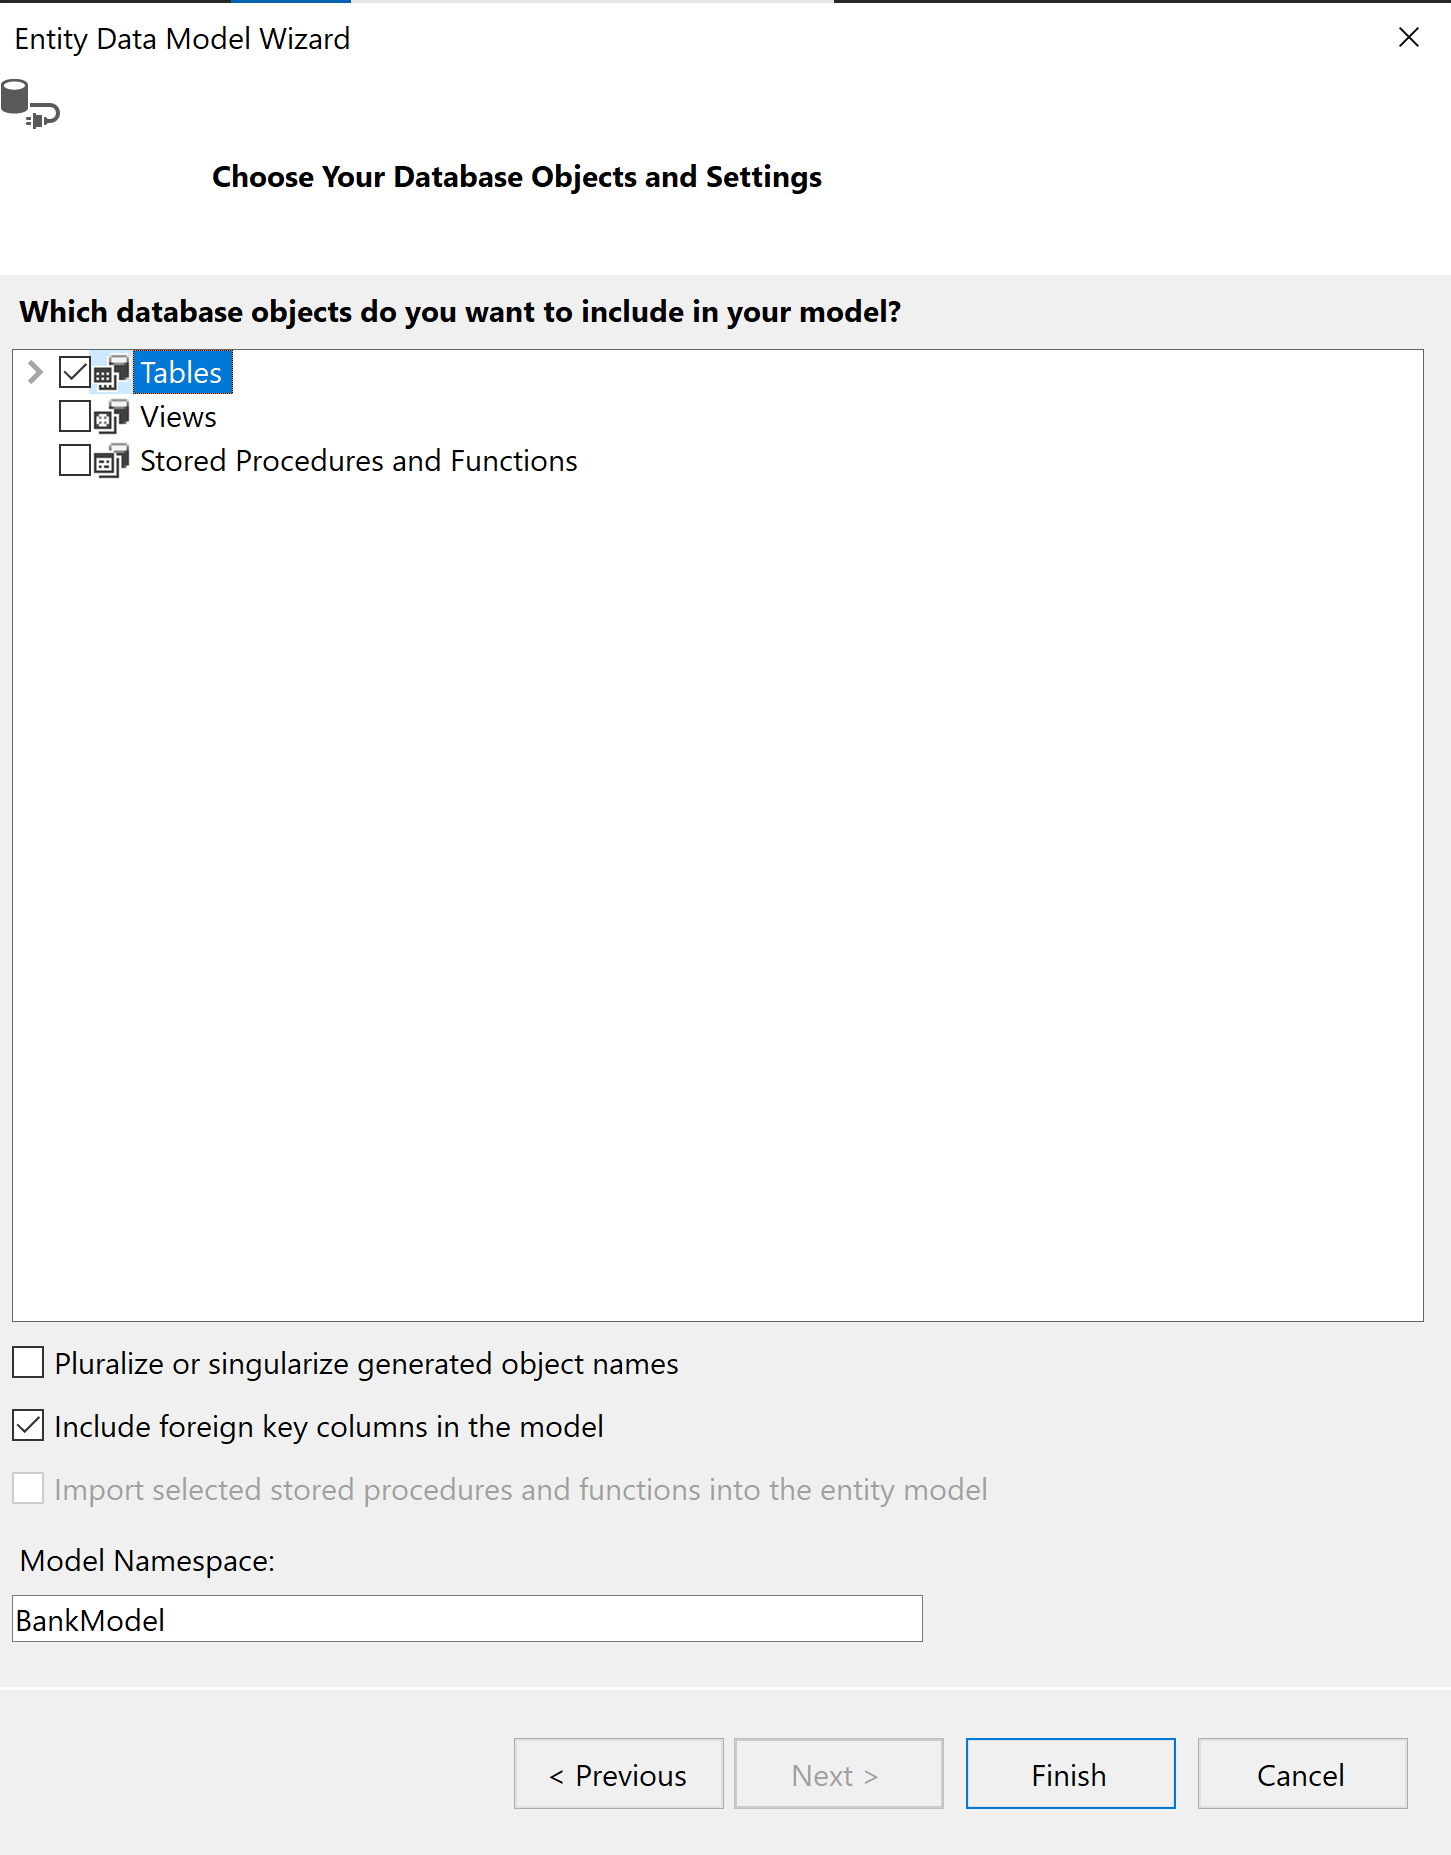 Entity Data Model Wizard
Choose Your Database Objects and Settings
Which database objects do you want to include in your model?
Tables
Views
Stored Procedures and Functions
Pluralize or singularize generated object names
Include foreign key columns in the model
Import selected stored procedures and functions into the entity model
Model Namespace:
BankModel
< Previous
Next >
Finish
Cancel